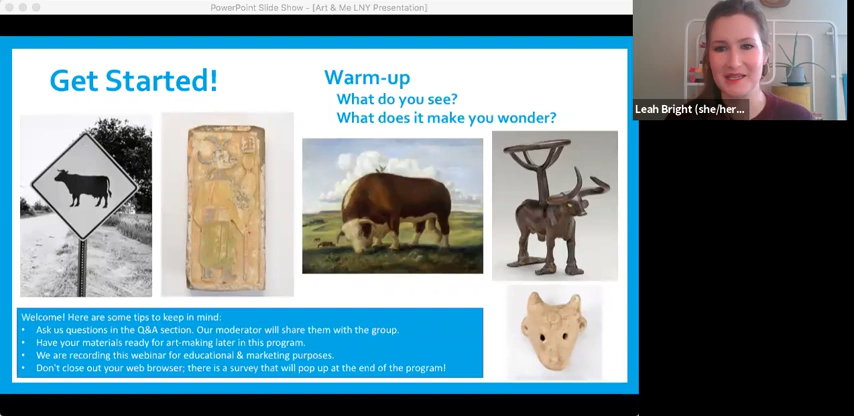 PowerPoint Slide Show - [Art & Me LNY Presentation]
Get Started!
Warm-up
What do you see?
What does it make you wonder?
Leah Bright (she/her...
Welcome! Here are some tips to keep in mind:
• Ask us questions in the Q&A section. Our moderator will share them with the group.
• Have your materials ready for art-making later in this program.
• We are recording this webinar for educational & marketing purposes.
• Don't close out your web browser; there is a survey that will pop up at the end of the program!